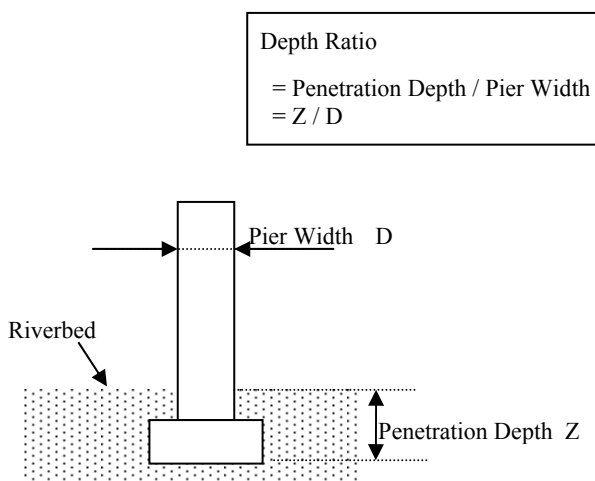 Depth Ratio
= Penetration Depth / Pier Width
= Z / D
Pier Width D
Riverbed
Penetration Depth Z